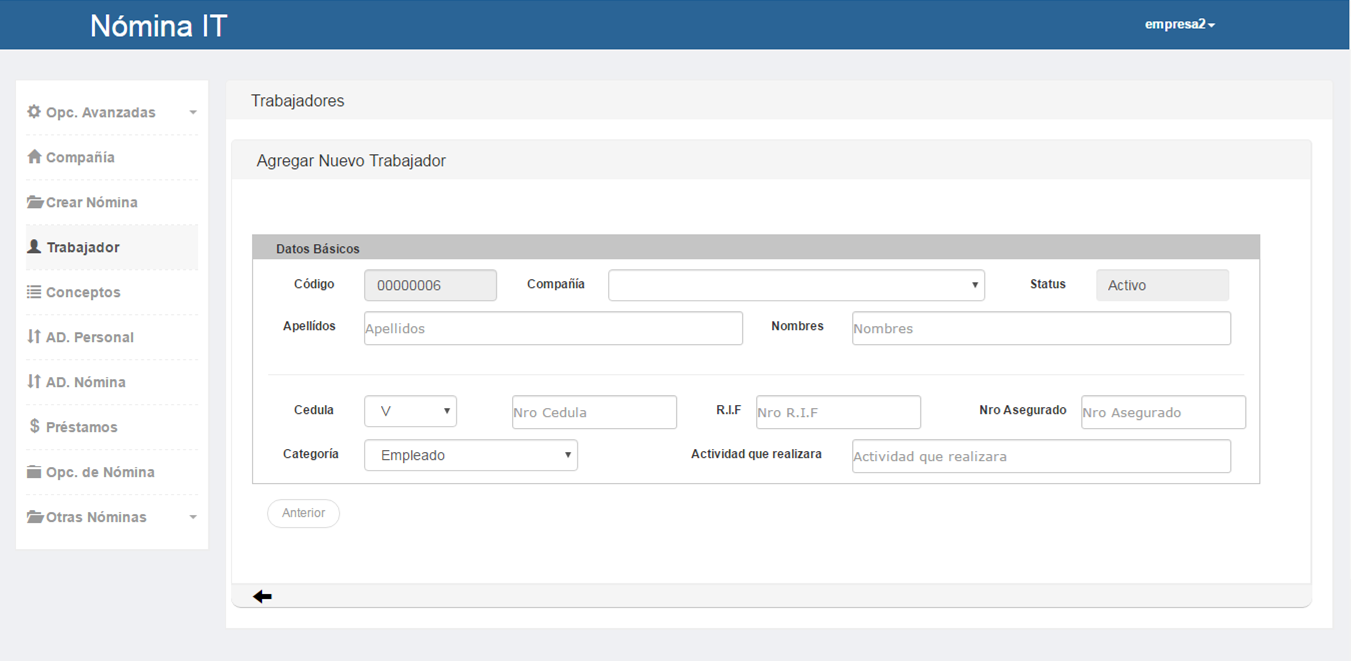 Nómina IT
empresa2
Opc. Avanzadas
Compañía
Crear Nómina
Trabajador
Conceptos
AD. Personal
AD. Nómina
Préstamos
Opc. de Nómina
Otras Nóminas
Trabajadores
Agregar Nuevo Trabajador
Datos Básicos
Código 00000006 Compañía Status Activo
Apellídos Apellidos Nombres Nombres
Cedula V Nro Cedula R.I.F Nro R.I.F Nro Asegurado Nro Asegurado
Categoría Empleado Actividad que realizara Actividad que realizara
Anterior